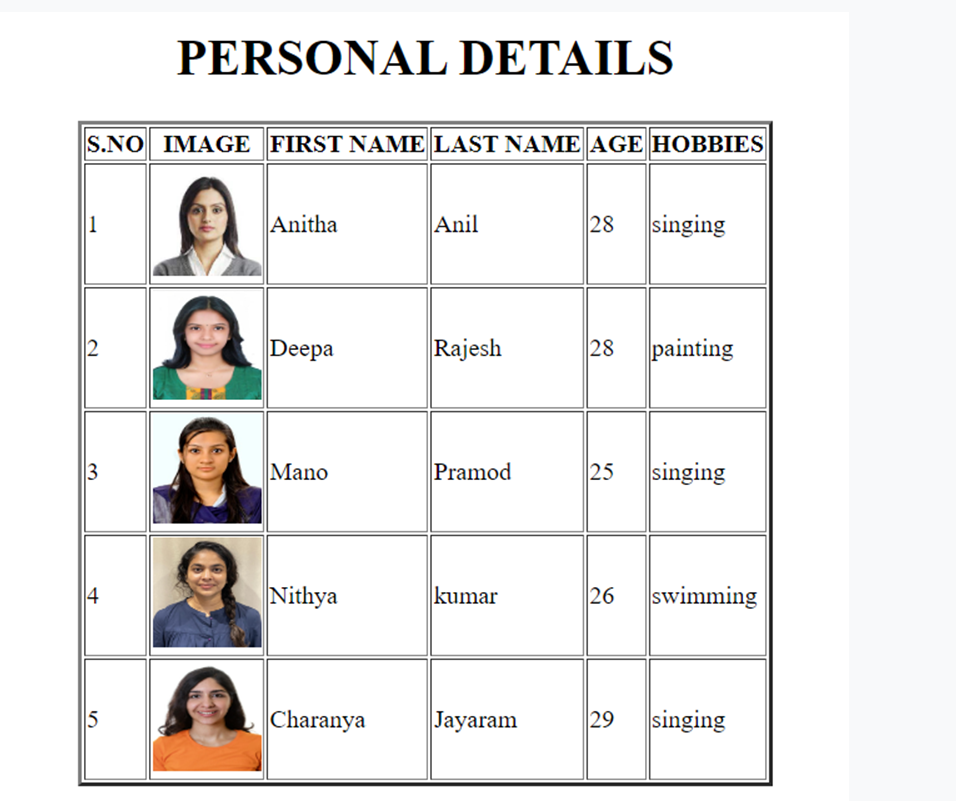 PERSONAL DETAILS
S.NO IMAGE FIRST NAME LAST NAME AGE HOBBIES
1 Anitha Anil 28 singing
2 Deepa Rajesh 28 painting
3 Mano Pramod 25 singing
4 Nithya kumar 26 swimming
5 Charanya Jayaram 29 singing